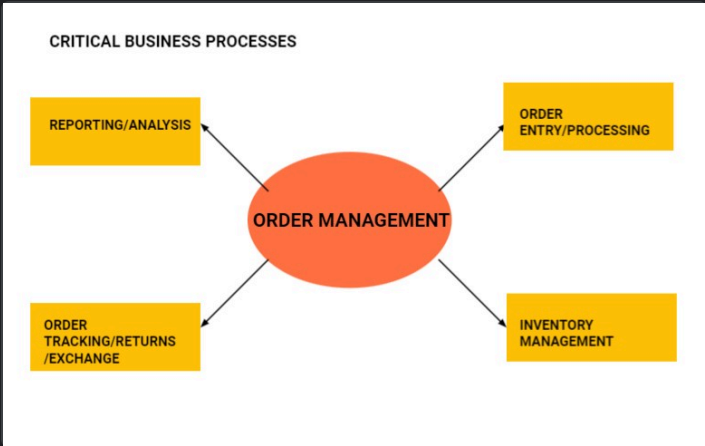 CRITICAL BUSINESS PROCESSES
REPORTING/ANALYSIS
ORDER
ENTRY/PROCESSING
ORDER MANAGEMENT
ORDER
TRACKING/RETURNS
/EXCHANGE
INVENTORY
MANAGEMENT